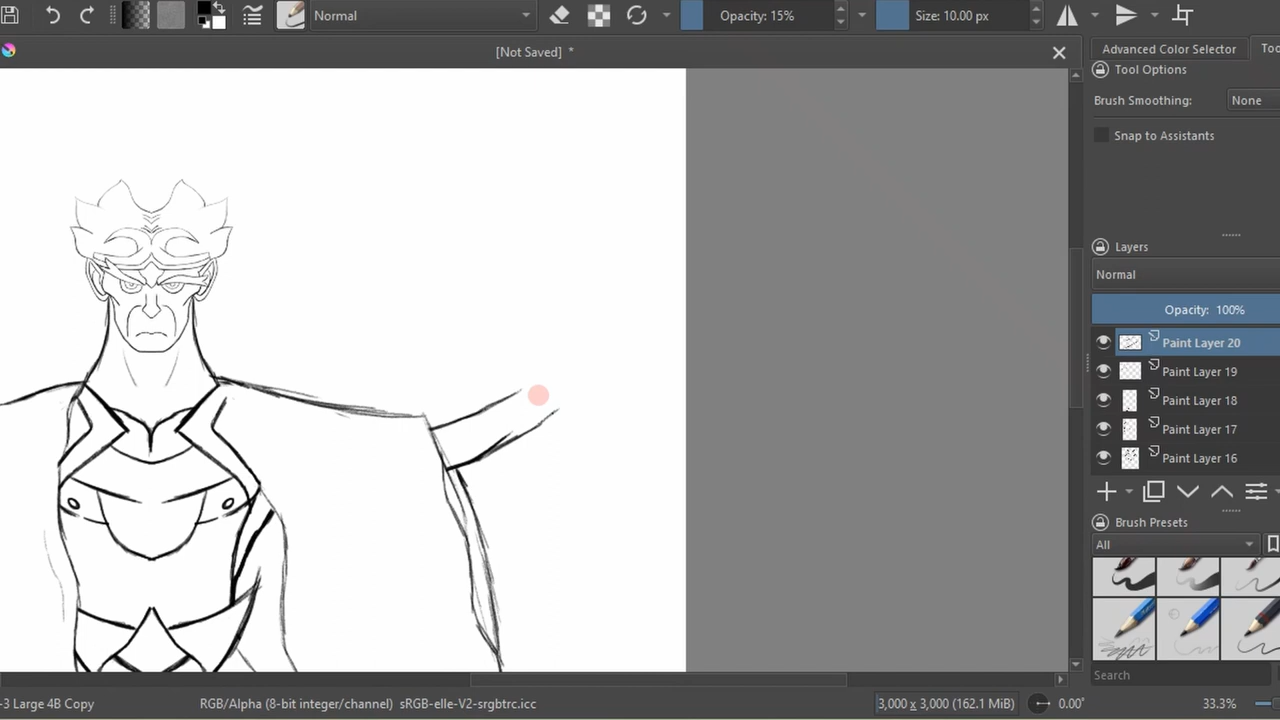 Normal
Opacity: 15%
Size: 10.00 px
[Not Saved] *
Advanced Color Selector
Tool Options
Brush Smoothing:
None
Snap to Assistants
Layers
Normal
Opacity: 100%
Paint Layer 20
Paint Layer 19
Paint Layer 18
Paint Layer 17
Paint Layer 16
Brush Presets
All
Search
-3 Large 4B Copy
RGB/Alpha (8-bit integer/channel) sRGB-elle-V2-srgbtrc.icc
3,000 x 3,000 (162.1 MiB)
0.00°
33.3%